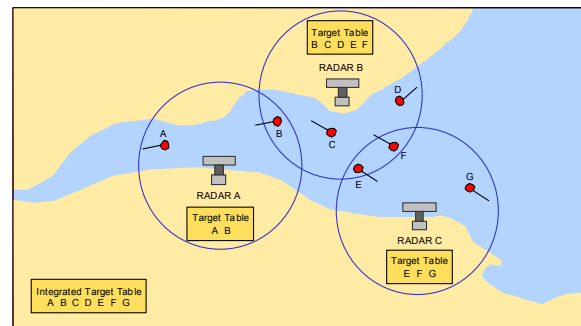 Target Table
B C D E F
RADAR B
D
A
B
C
F
E
G
RADAR A
Target Table
A B
RADAR C
Target Table
E F G
Integrated Target Table
A B C D E F G